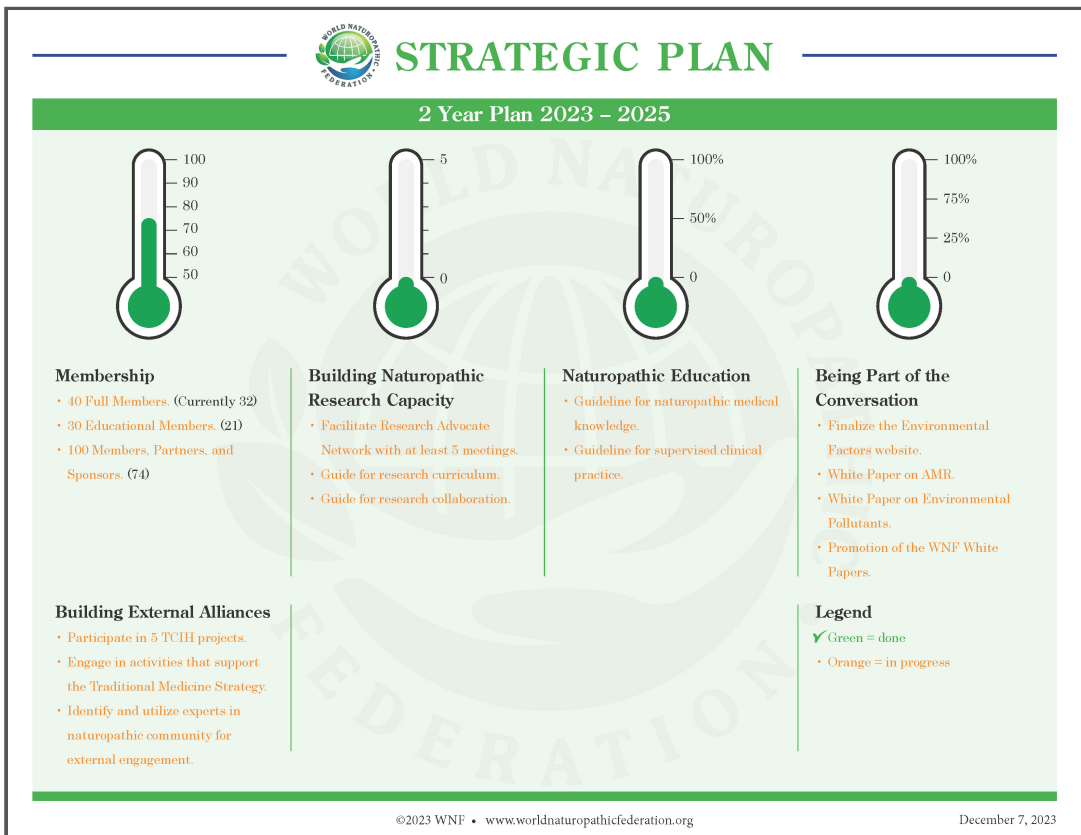 WORLD NATUROPATHIC
FEDERATION
STRATEGIC PLAN
2 Year Plan 2023 – 2025
100
90
80
70
60
50
5
0
100%
50%
0
100%
75%
25%
0
Membership
• 40 Full Members. (Currently 32)
• 30 Educational Members. (21)
• 100 Members, Partners, and
Sponsors. (74)
Building Naturopathic
Research Capacity
• Facilitate Research Advocate
Network with at least 5 meetings.
• Guide for research curriculum.
• Guide for research collaboration.
Naturopathic Education
• Guideline for naturopathic medical
knowledge.
• Guideline for supervised clinical
practice.
Being Part of the
Conversation
• Finalize the Environmental
Factors website.
• White Paper on AMR.
• White Paper on Environmental
Pollutants.
• Promotion of the WNF White
Papers.
Building External Alliances
• Participate in 5 TCIH projects.
• Engage in activities that support
the Traditional Medicine Strategy.
• Identify and utilize experts in
naturopathic community for
external engagement.
Legend
✓ Green = done
• Orange = in progress
WORLD NATUROPATHIC
FEDERATION
©2023 WNF • www.worldnaturopathicfederation.org
December 7, 2023